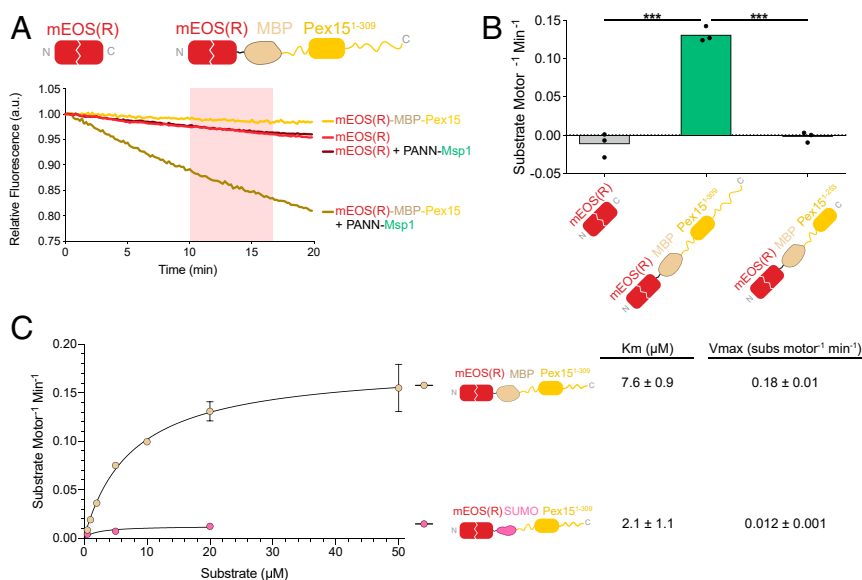 A
mEOS(R)
N
C
mEOS(R) MBP Pex15¹⁻³⁰⁹
N
C
Relative Fluorescence (a.u.)
1.05
1.00
0.95
0.90
0.85
0.80
0.75
0
5
10
15
20
Time (min)
mEOS(R)-MBP-Pex15
mEOS(R)
mEOS(R) + PANN-Msp1
mEOS(R)-MBP-Pex15
+ PANN-Msp1
B
Substrate Motor ⁻¹ Min⁻¹
0.15
0.10
0.05
0.00
-0.05
***
***
mEOS(R)
N
C
mEOS(R) MBP Pex15¹⁻³⁰⁹
N
C
mEOS(R) MBP
N
C
C
Substrate Motor⁻¹ Min⁻¹
0.20
0.15
0.10
0.05
0.00
0
10
20
30
40
50
Substrate (µM)
Km (µM)
Vmax (subs motor⁻¹ min⁻¹)
mEOS(R) MBP Pex15¹⁻³⁰⁹
N
C
7.6 ± 0.9
0.18 ± 0.01
mEOS(R)SUMO Pex15¹⁻³⁰⁹
N
C
2.1 ± 1.1
0.012 ± 0.001